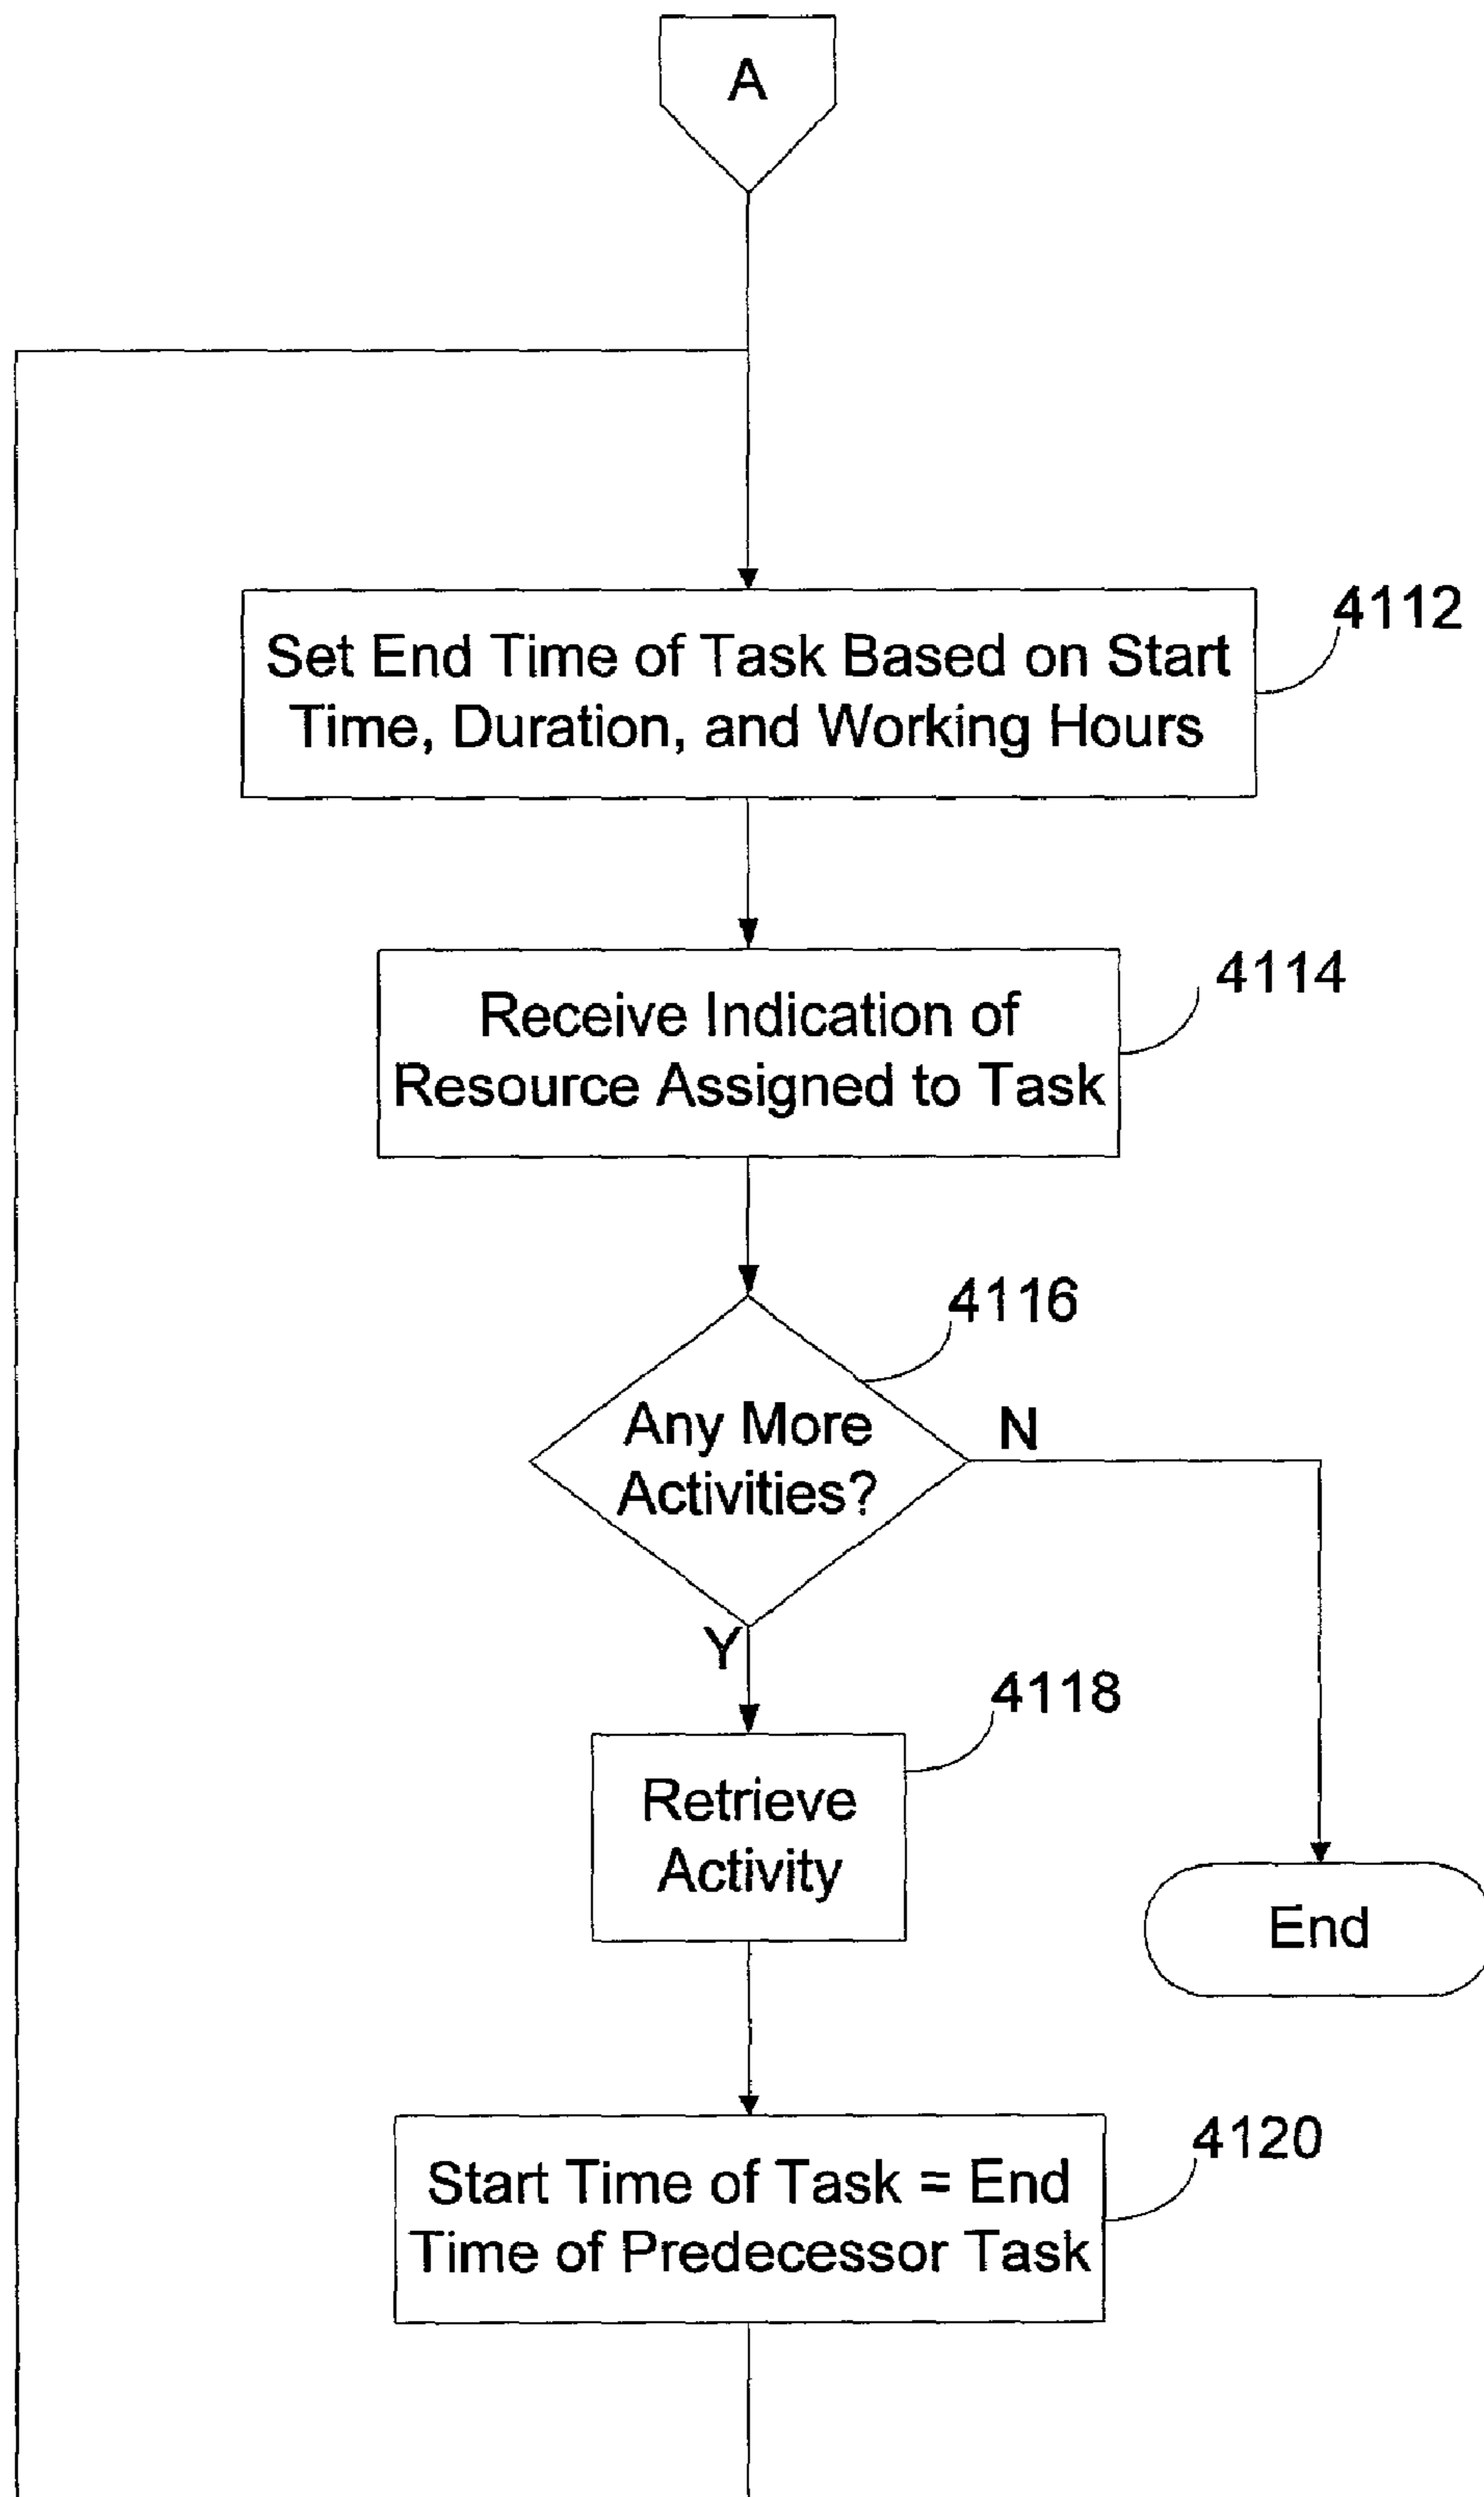 A
Set End Time of Task Based on Start
Time, Duration, and Working Hours
4112
Receive Indication of
Resource Assigned to Task
4114
Any More
Activities?
4116
N
Y
Retrieve
Activity
4118
End
Start Time of Task = End
Time of Predecessor Task
4120